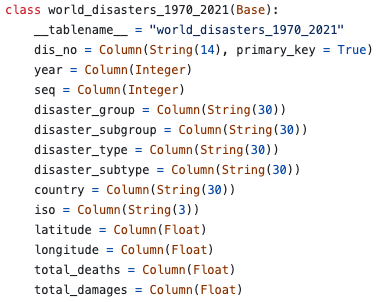 class world_disasters_1970_2021(Base):
    __tablename__ = "world_disasters_1970_2021"
    dis_no = Column(String(14), primary_key = True)
    year = Column(Integer)
    seq = Column(Integer)
    disaster_group = Column(String(30))
    disaster_subgroup = Column(String(30))
    disaster_type = Column(String(30))
    disaster_subtype = Column(String(30))
    country = Column(String(30))
    iso = Column(String(3))
    latitude = Column(Float)
    longitude = Column(Float)
    total_deaths = Column(Float)
    total_damages = Column(Float)